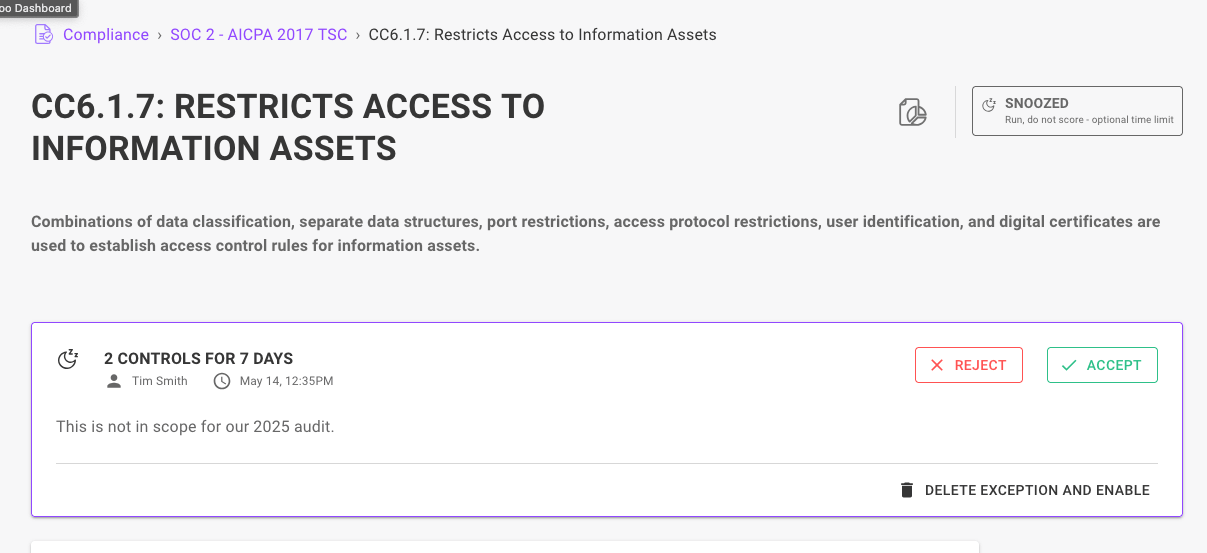 oo Dashboard
Compliance › SOC 2 - AICPA 2017 TSC › CC6.1.7: Restricts Access to Information Assets
CC6.1.7: RESTRICTS ACCESS TO
INFORMATION ASSETS
SNOOZED
Run, do not score - optional time limit
Combinations of data classification, separate data structures, port restrictions, access protocol restrictions, user identification, and digital certificates are
used to establish access control rules for information assets.
2 CONTROLS FOR 7 DAYS
Tim Smith May 14, 12:35PM
REJECT
ACCEPT
This is not in scope for our 2025 audit.
DELETE EXCEPTION AND ENABLE